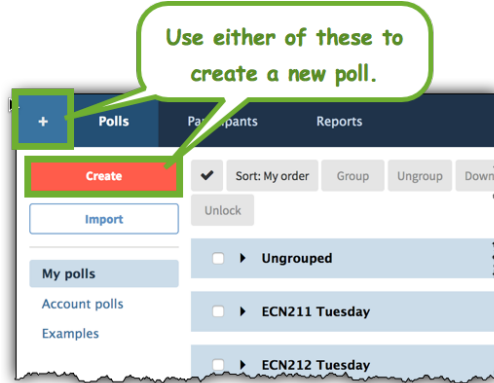 Use either of these to
create a new poll.
+ Polls Participants Reports
Create
Import
My polls
Account polls
Examples
Sort: My order Group Ungroup Down
Unlock
Ungrouped
ECN211 Tuesday
ECN212 Tuesday